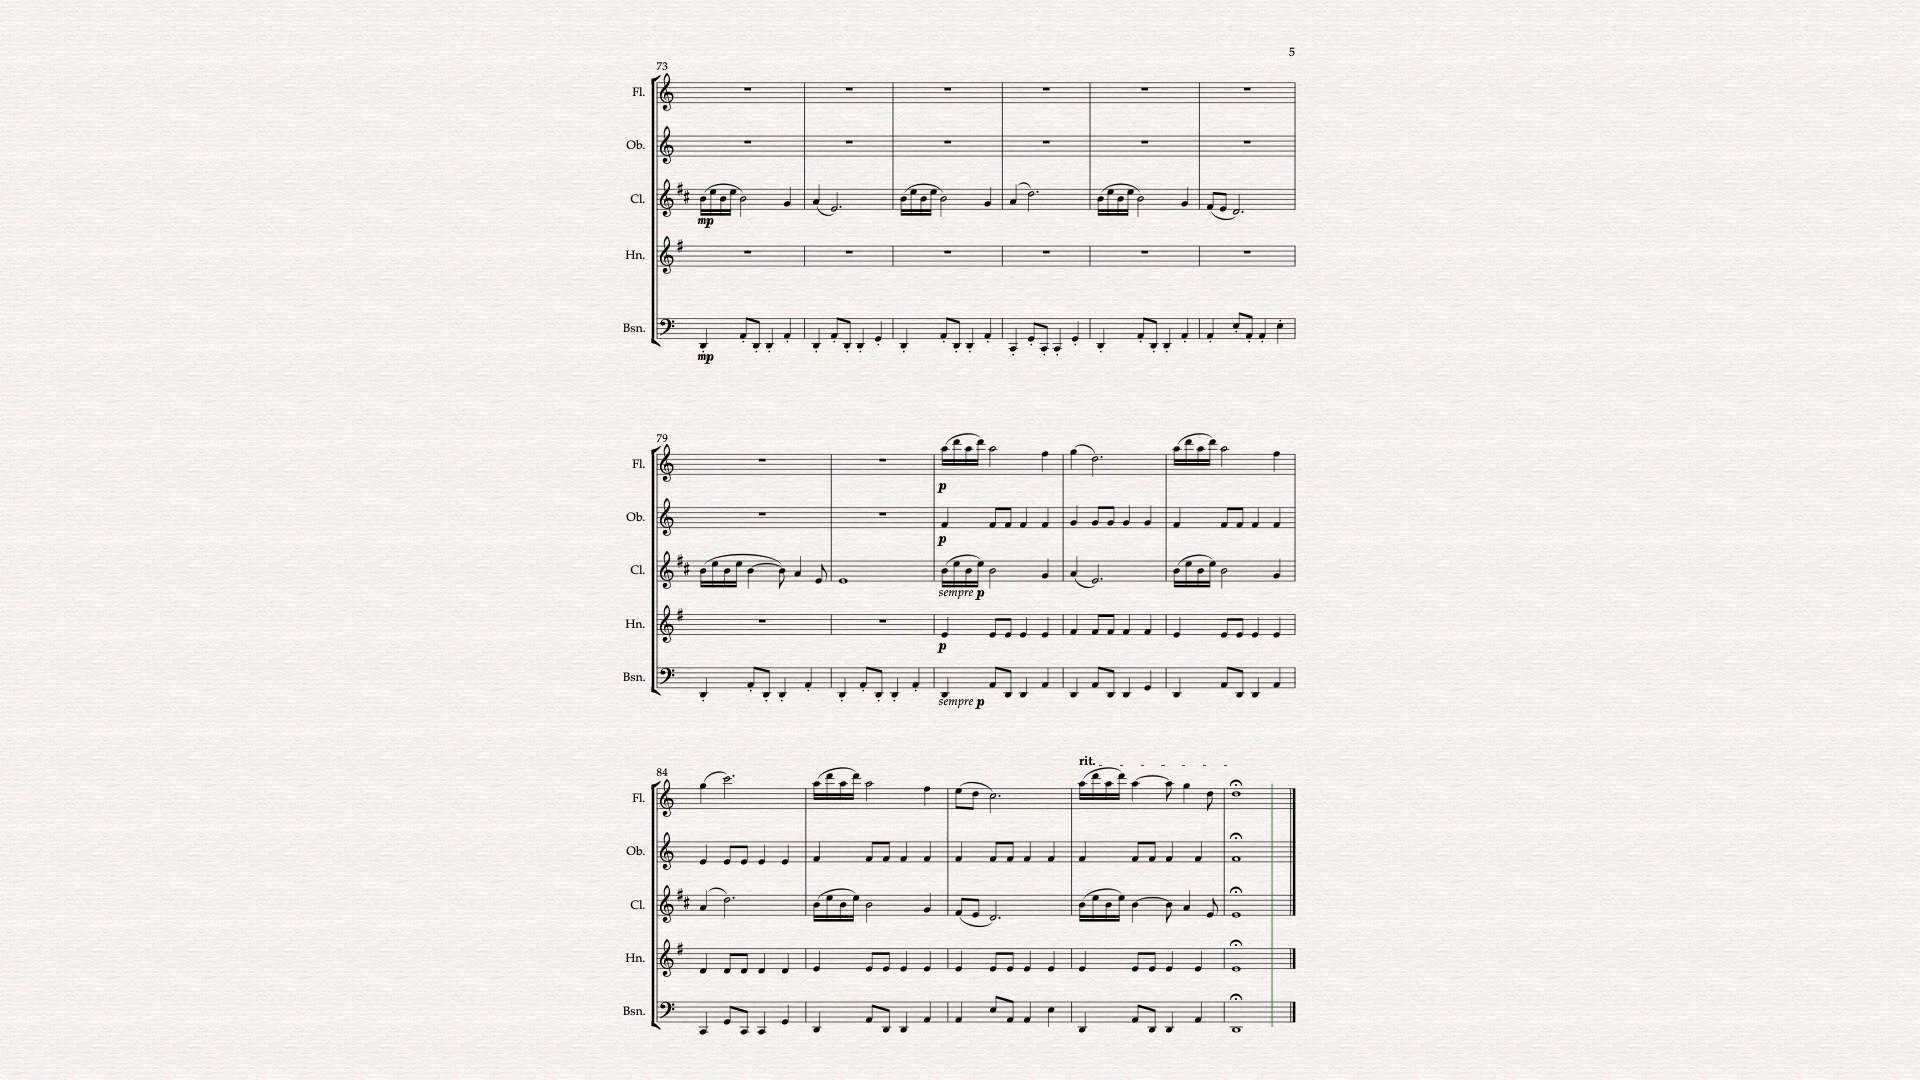 5
73
Fl.
Ob.
Cl.
mp
Hn.
Bsn.
mp
79
Fl.
p
Ob.
p
Cl.
sempre p
Hn.
p
Bsn.
sempre p
rit.
84
Fl.
Ob.
Cl.
Hn.
Bsn.